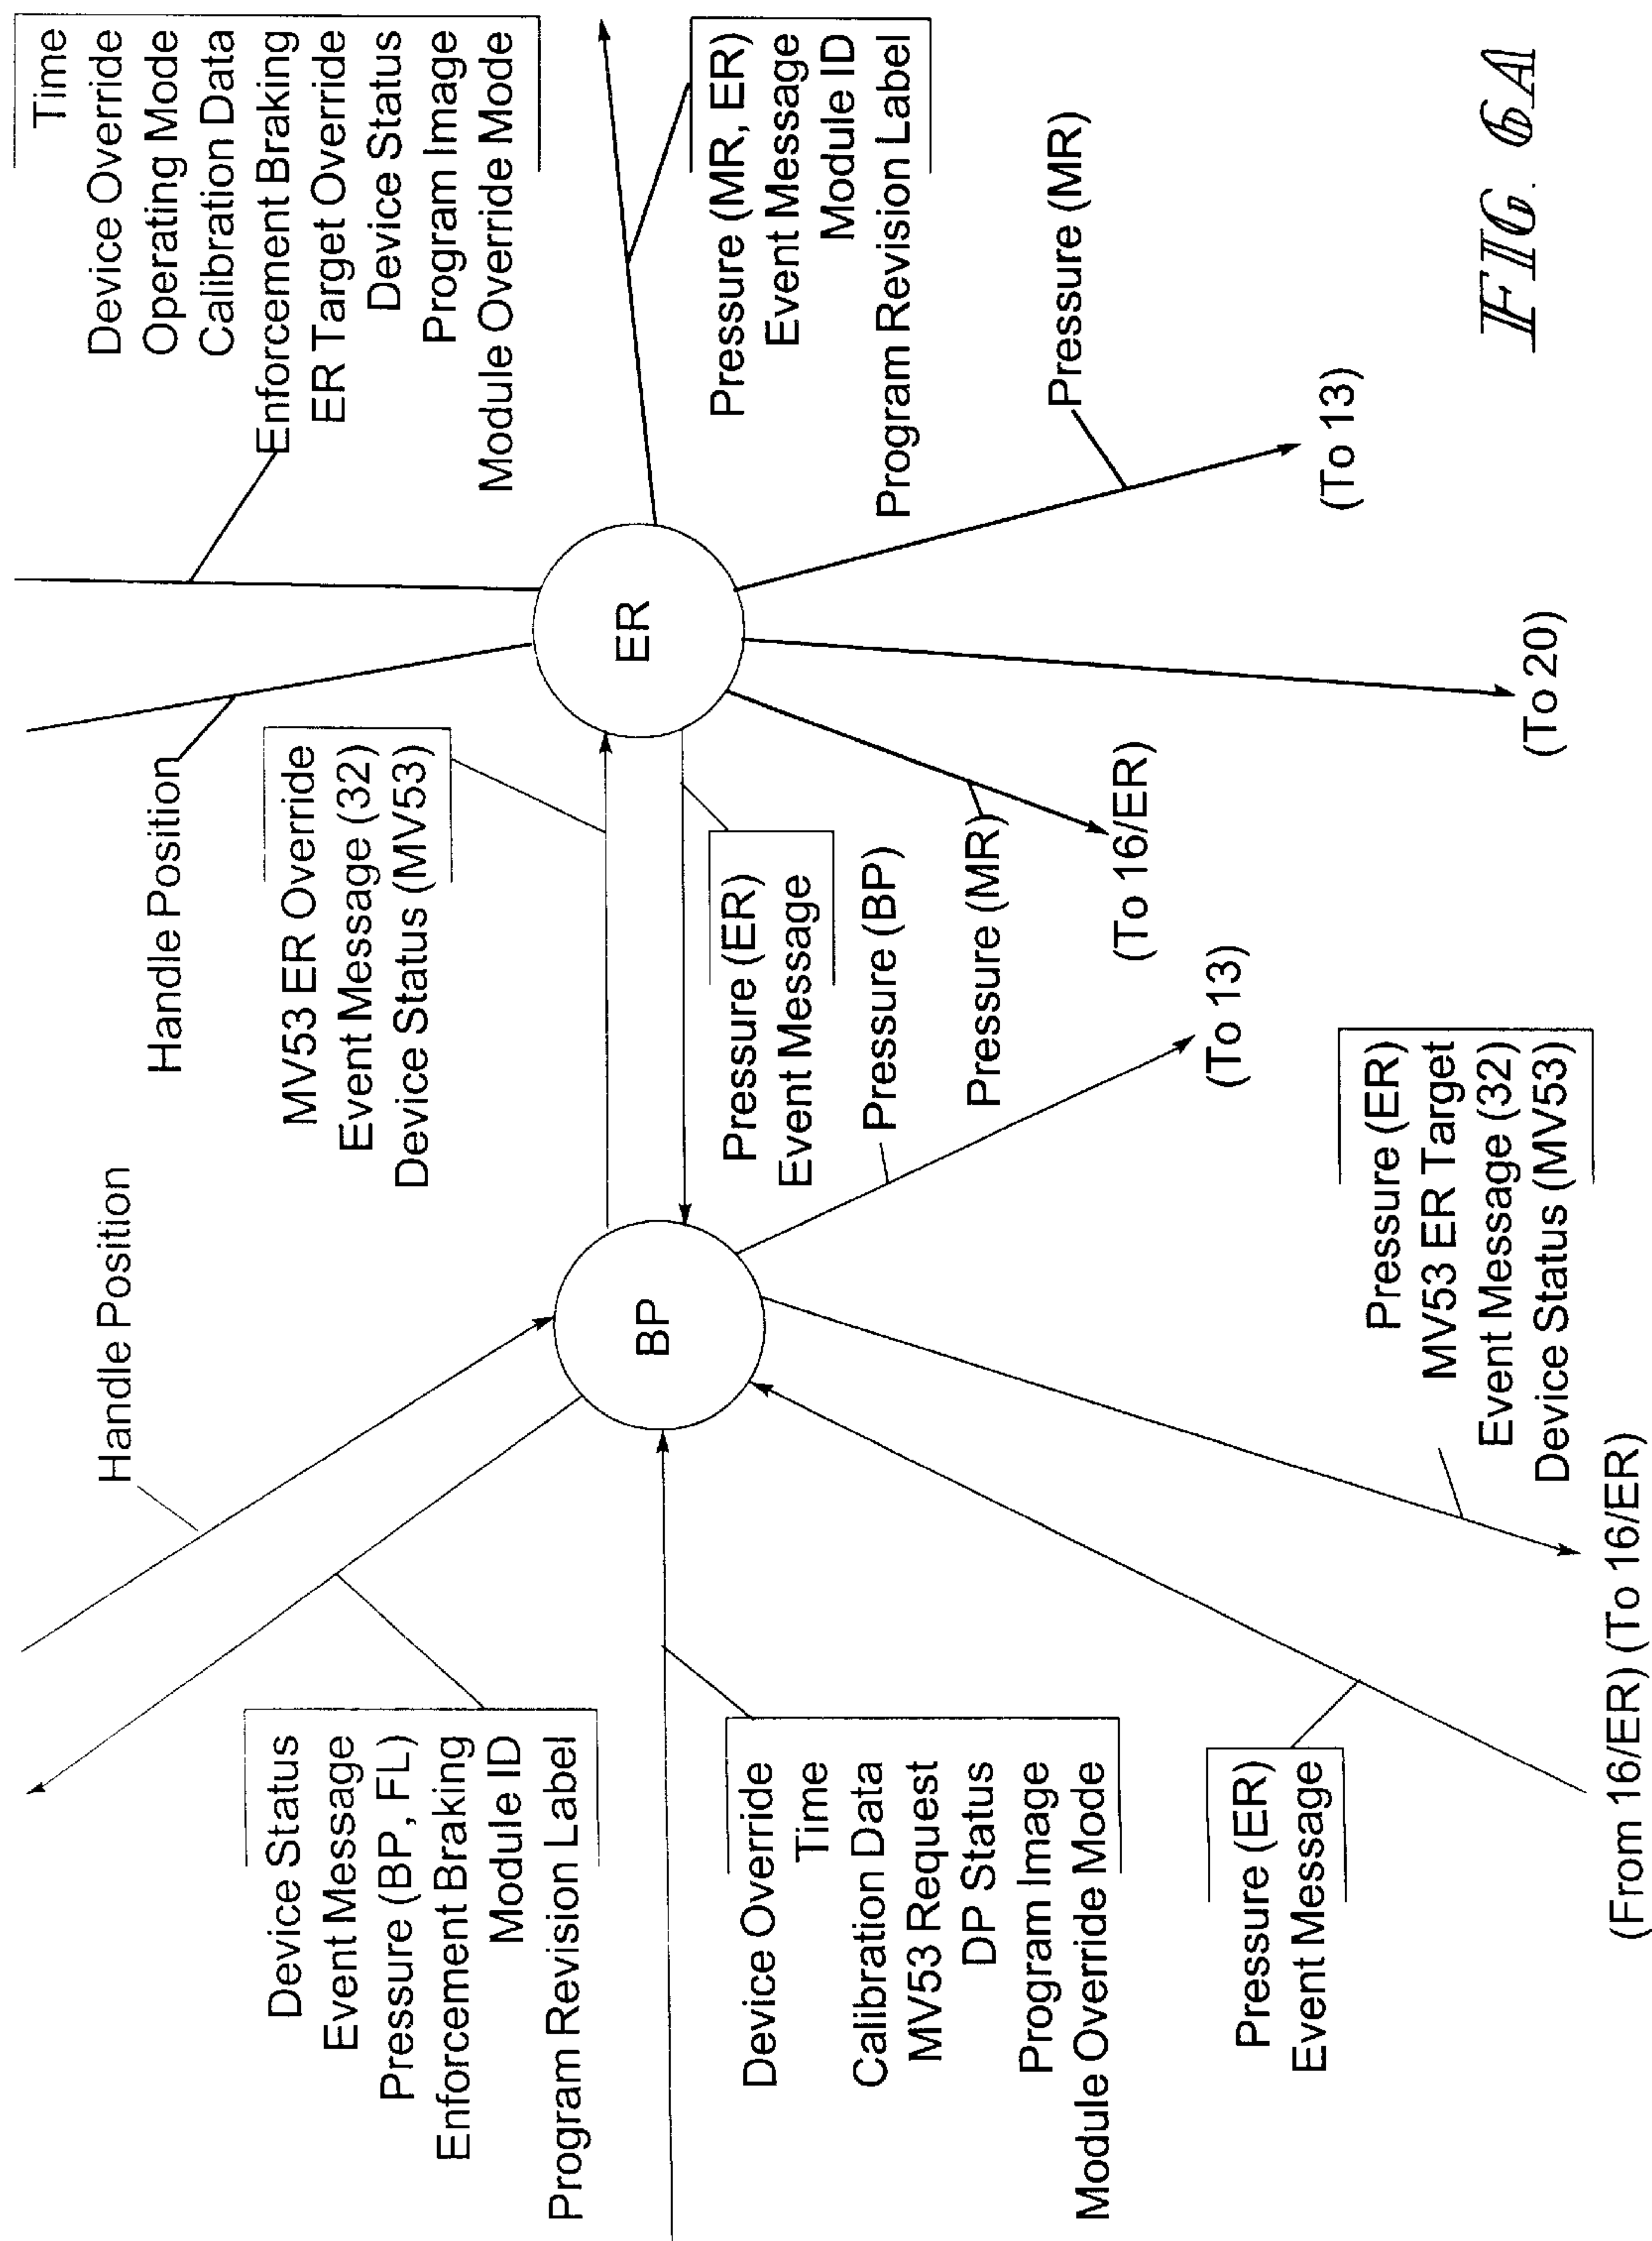 Handle Position
Device Status
Event Message
Pressure (BP, FL)
Enforcement Braking
Module ID
Program Revision Label
Device Override
Time
Calibration Data
MV53 Request
DP Status
Program Image
Module Override Mode
Pressure (ER)
Event Message
(From 16/ER) (To 16/ER)
BP
Pressure (ER)
MV53 ER Target
Event Message (32)
Device Status (MV53)
Handle Position
MV53 ER Override
Event Message (32)
Device Status (MV53)
Pressure (ER)
Event Message
Pressure (BP)
(To 13)
Pressure (MR)
(To 16/ER)
ER
(To 20)
Time
Device Override
Operating Mode
Calibration Data
Enforcement Braking
ER Target Override
Device Status
Program Image
Module Override Mode
Pressure (MR, ER)
Event Message
Module ID
Program Revision Label
Pressure (MR)
(To 13)
FIG. 6A